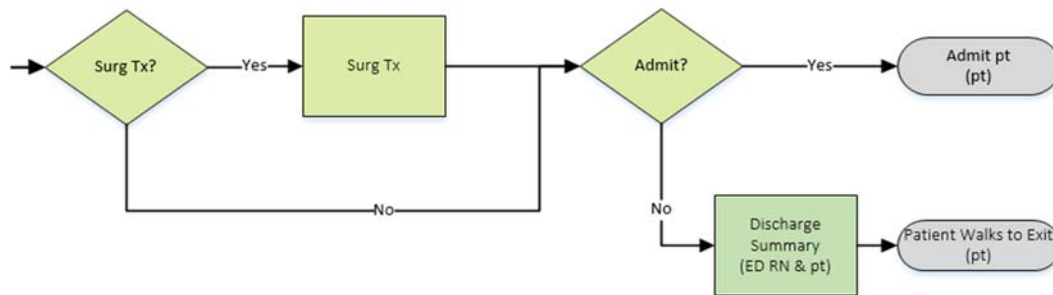 Surg Tx?
Yes
Surg Tx
Admit?
Yes
Admit pt
(pt)
No
No
Discharge
Summary
(ED RN & pt)
Patient Walks to Exit
(pt)